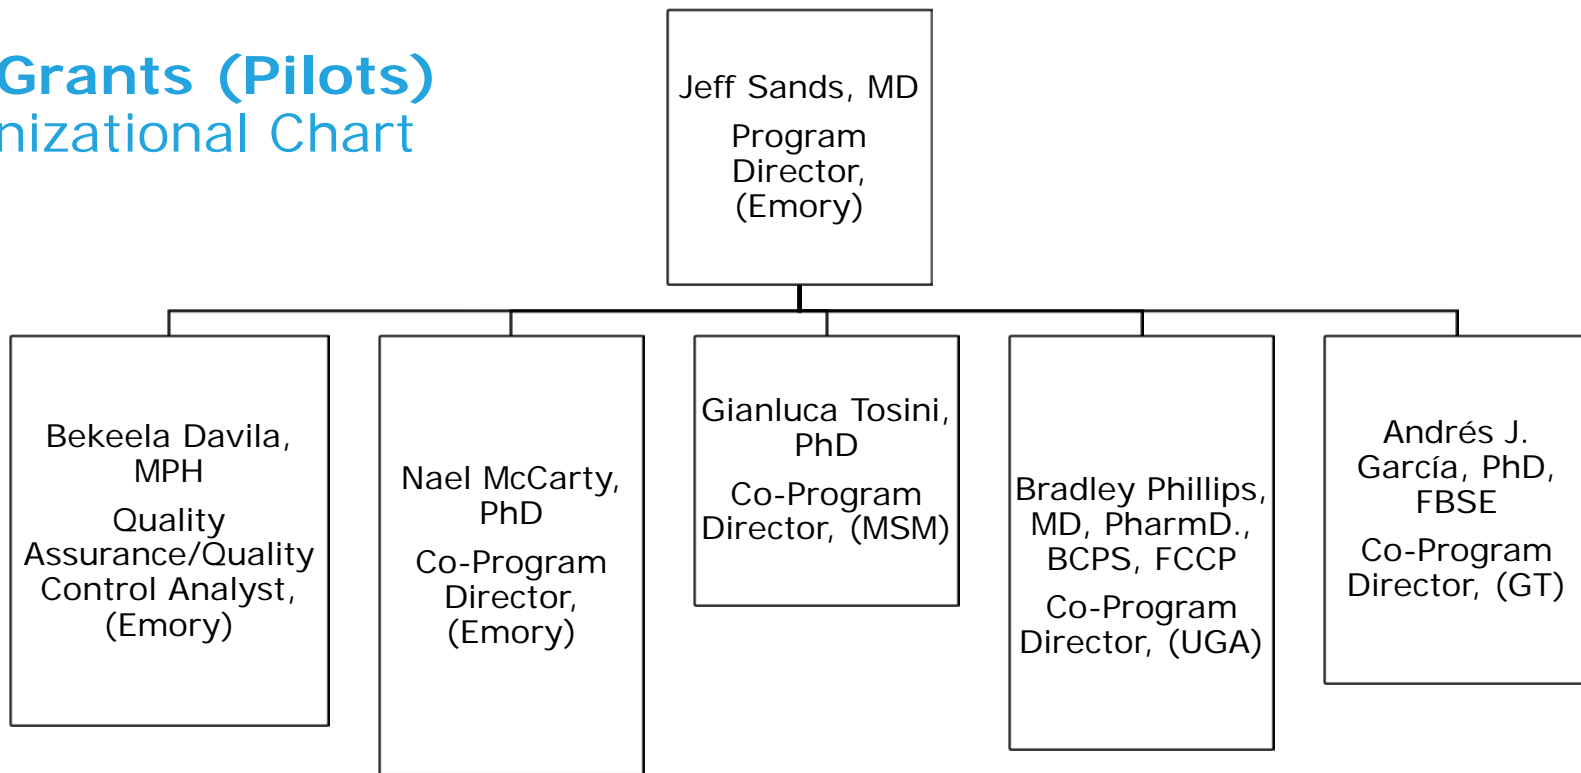 Grants (Pilots)
nizational Chart
Jeff Sands, MD
Program
Director,
(Emory)
Bekeela Davila,
MPH
Quality
Assurance/Quality
Control Analyst,
(Emory)
Nael McCarty,
PhD
Co-Program
Director,
(Emory)
Gianluca Tosini,
PhD
Co-Program
Director, (MSM)
Bradley Phillips,
MD, PharmD.,
BCPS, FCCP
Co-Program
Director, (UGA)
Andrés J.
García, PhD,
FBSE
Co-Program
Director, (GT)